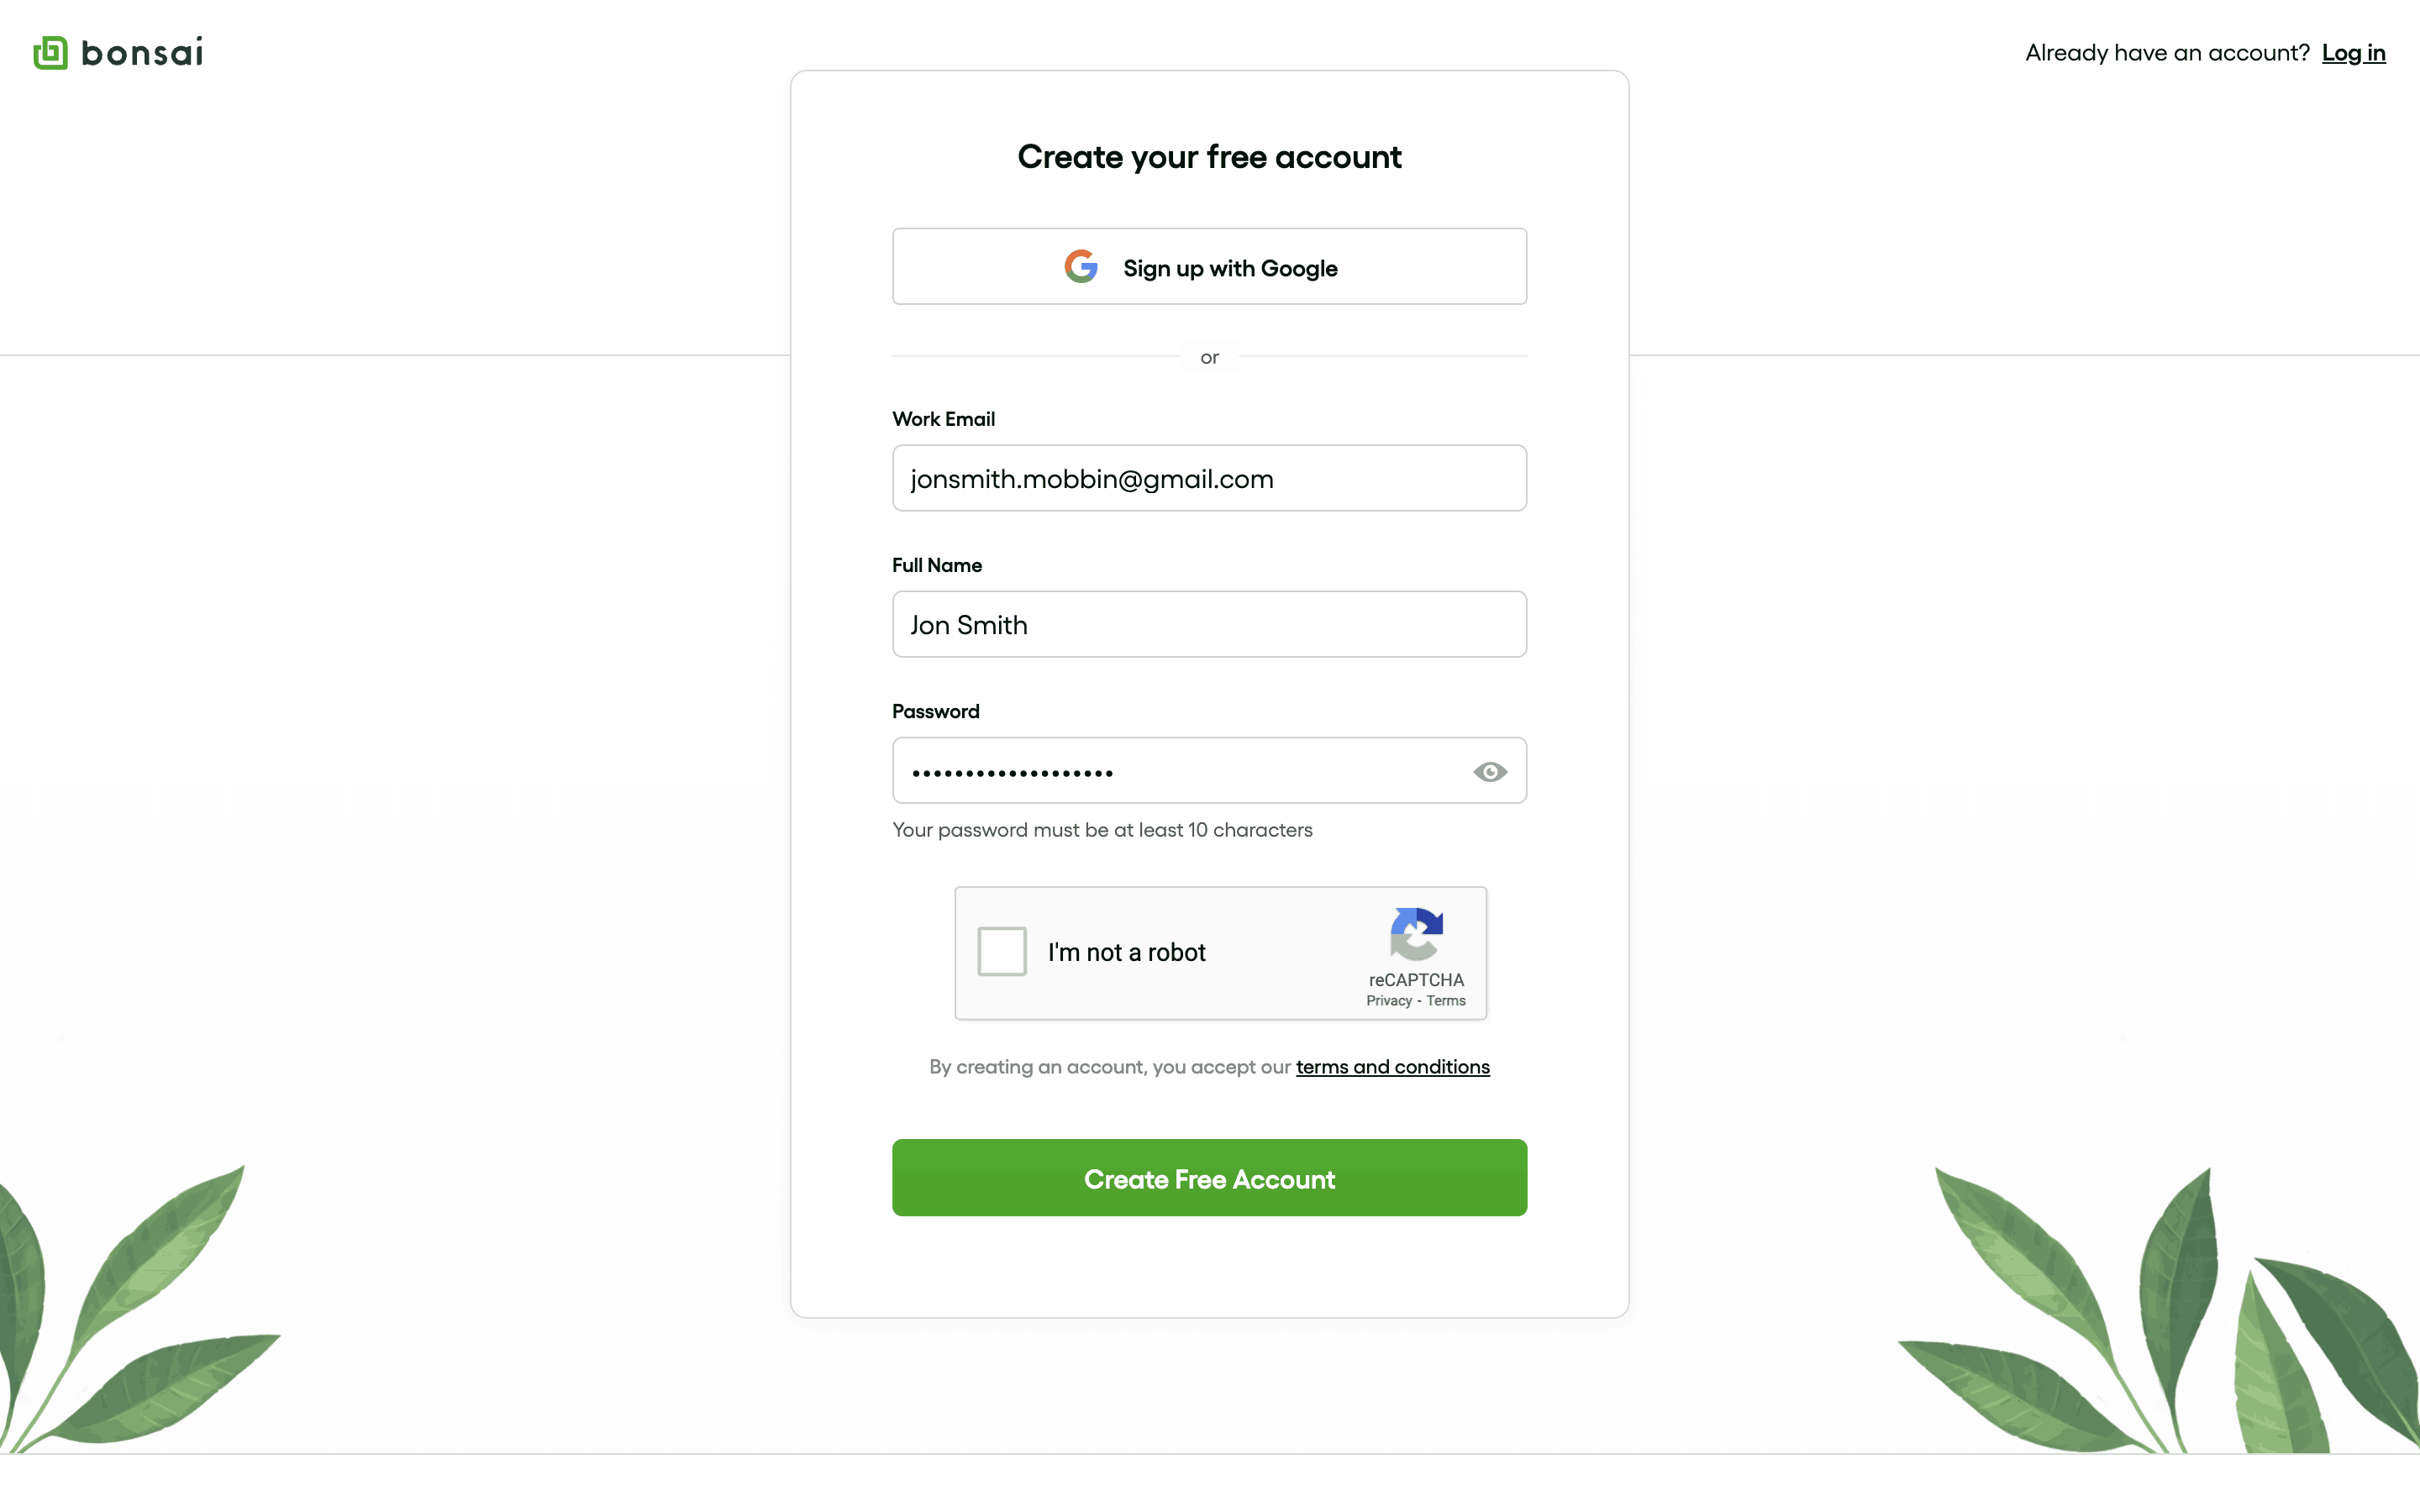 bonsai
Already have an account? Log in
Create your free account
Sign up with Google
or
Work Email
jonsmith.mobbin@gmail.com
Full Name
Jon Smith
Password
•••••••••••••••••••
Your password must be at least 10 characters
I'm not a robot
reCAPTCHA
Privacy - Terms
By creating an account, you accept our terms and conditions
Create Free Account